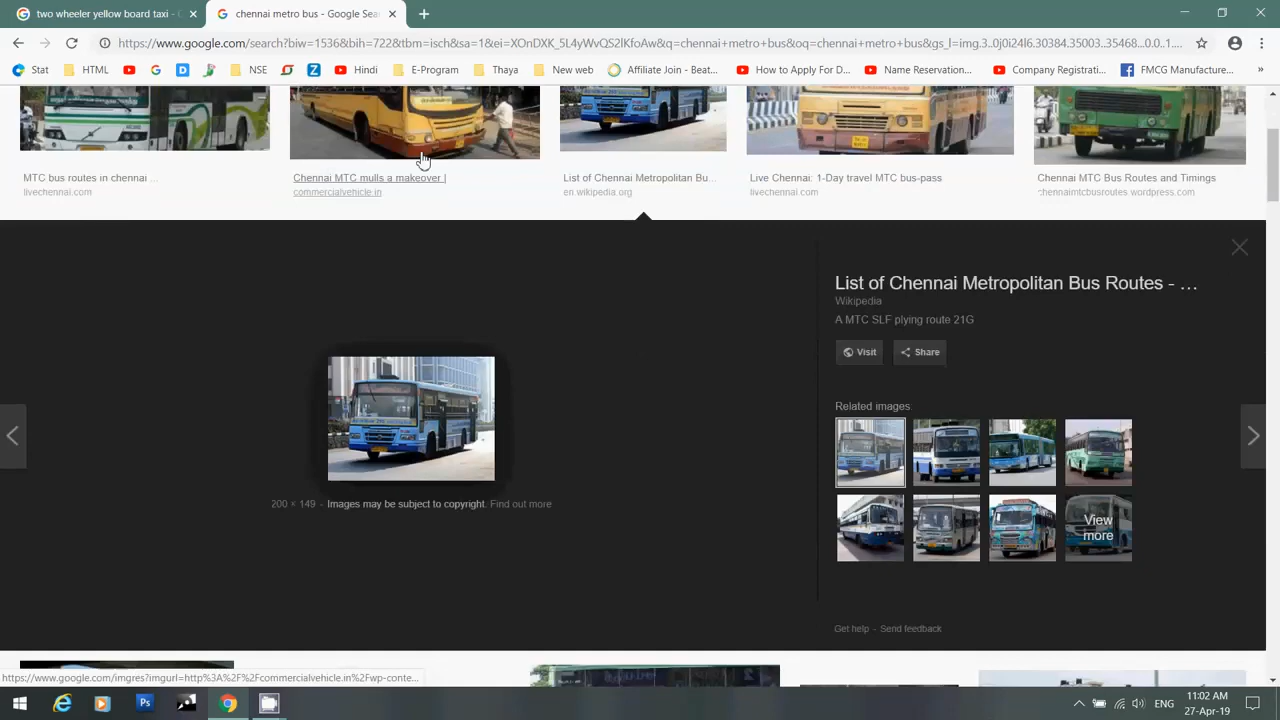 two wheeler yellow board taxi -
chennai metro bus - Google Sea
https://www.google.com/search?biw=1536&bih=722&tbm=isch&sa=1&ei=XOnDXK_5L4yWvQS2lKfoAw&q=chennai+metro+bus&oq=chennai+metro+bus&gs_l=img.3..0j0i24l6.30384.35003..35468...0.0..1....
Stat
HTML
NSE
Hindi
E-Program
Thaya
New web
Affiliate Join - Beat...
How to Apply For D...
Name Reservation...
Company Registrati...
FMCG Manufacture...
»
MTC bus routes in chennai ...
livechennai.com
Chennai MTC mulls a makeover |
commercialvehicle.in
List of Chennai Metropolitan Bu...
en.wikipedia.org
Live Chennai: 1-Day travel MTC bus-pass
livechennai.com
Chennai MTC Bus Routes and Timings
chennaimtcbusroutes.wordpress.com
List of Chennai Metropolitan Bus Routes - ...
Wikipedia
A MTC SLF plying route 21G
Visit
Share
Related images:
View
more
200 × 149 - Images may be subject to copyright. Find out more
Get help - Send feedback
https://www.google.com/imgres?imgurl=http%3A%2F%2Fcommercialvehicle.in%2Fwp-conte...
Ps
ENG
11:02 AM
27-Apr-19